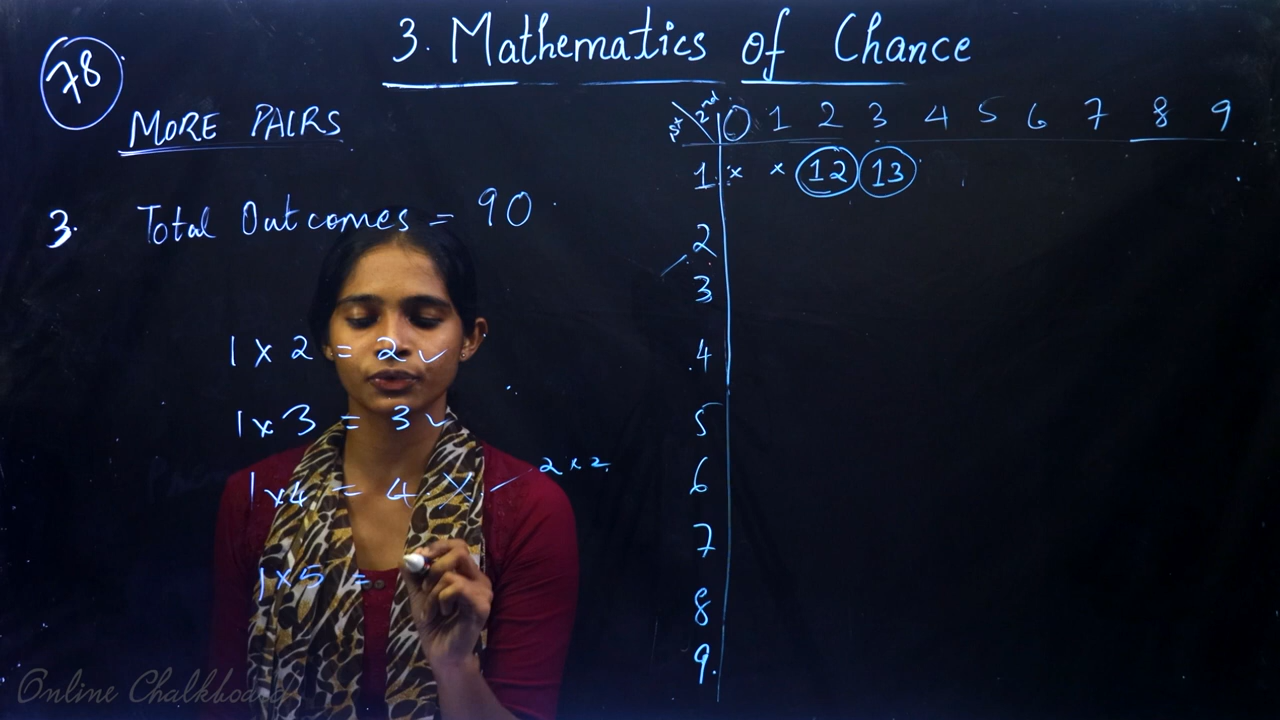 3. Mathematics of Chance
78
MORE PAIRS
3. Total Outcomes = 90
1 x 2 = 2 ✓
1 x 3 = 3 ✓
1 x 4 = 4 x 2 x 2
1 x 5 =
1st 2nd 0 1 2 3 4 5 6 7 8 9
1 x x 12 13
2
3
4
5
6
7
8
9
Online Chalkboard